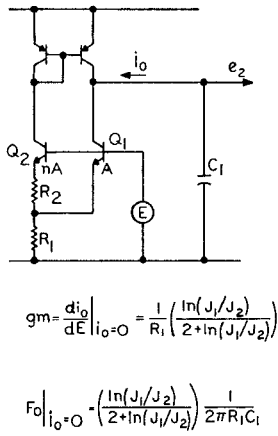 i₀
e₂
Q₂
Q₁
nA
A
R₂
C₁
E
R₁
gm = di₀/dE |i₀=0 = 1/R₁ (ln(J₁/J₂) / 2+ln(J₁/J₂))
F₀|i₀=0 = (ln(J₁/J₂) / 2+ln(J₁/J₂)) 1/2πR₁C₁